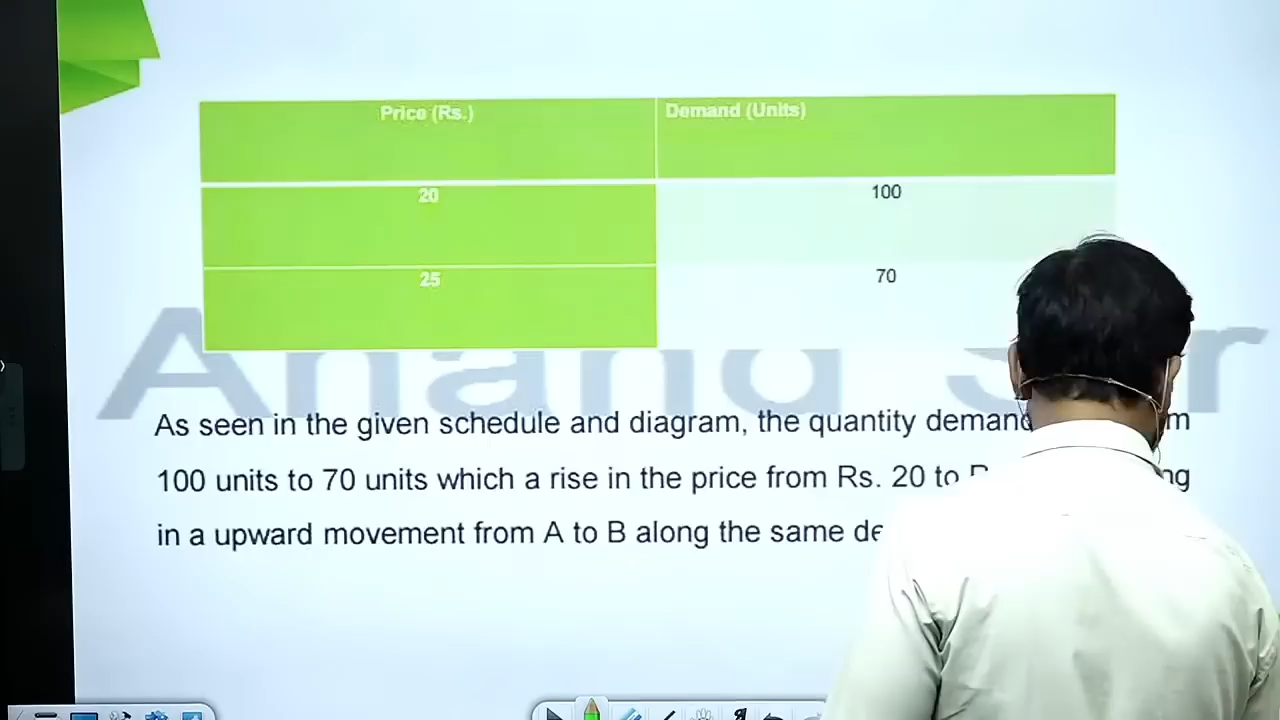 Price (Rs.) Demand (Units)
20 100
25 70
Anand S r
As seen in the given schedule and diagram, the quantity
100 units to 70 units which a rise in the price from Rs. 20 to
in a upward movement from A to B along the same